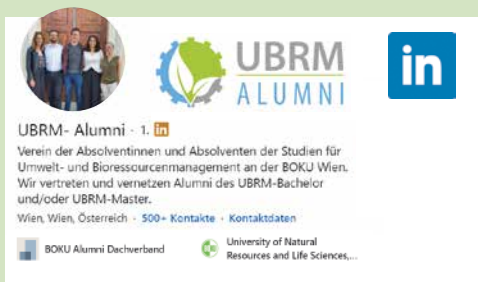 UBRM
ALUMNI
in
UBRM- Alumni · 1. in
Verein der Absolventinnen und Absolventen der Studien für
Umwelt- und Bioressourcenmanagement an der BOKU Wien.
Wir vertreten und vernetzen Alumni des UBRM-Bachelor
und/oder UBRM-Master.
Wien, Wien, Österreich · 500+ Kontakte · Kontaktdaten
BOKU Alumni Dachverband
University of Natural
Resources and Life Sciences,...